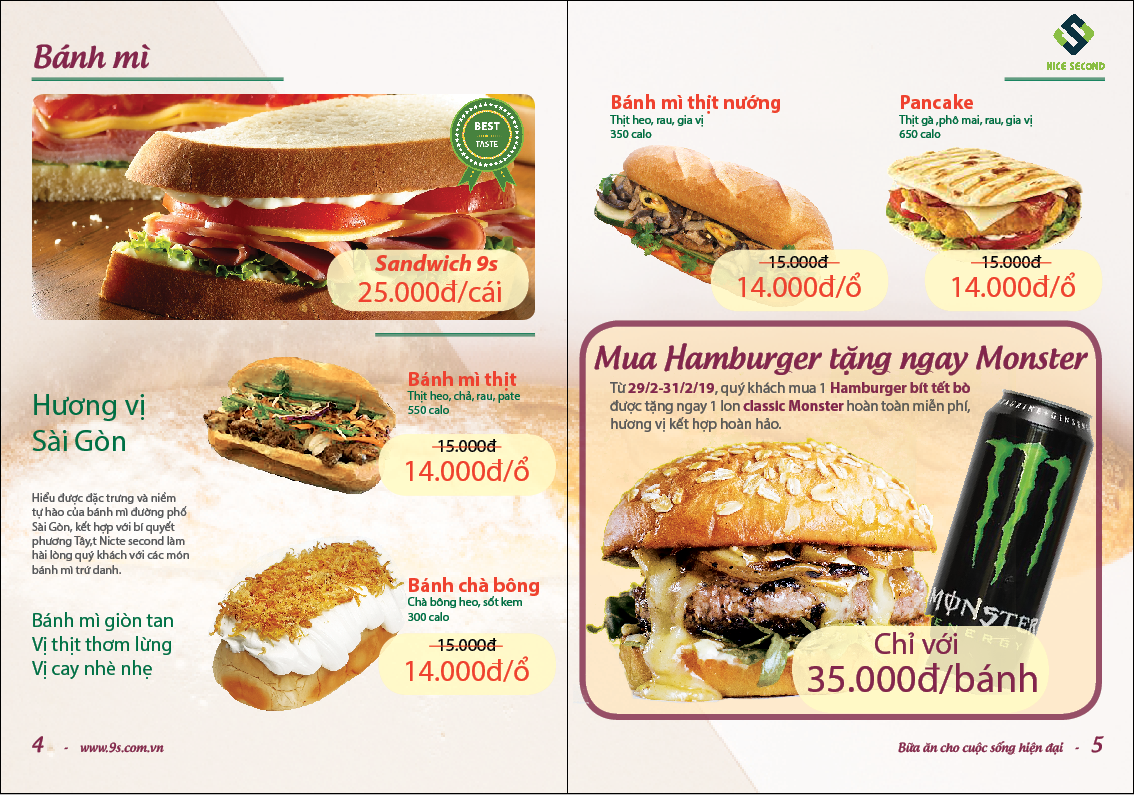 Bánh mì
BEST
TASTE
Sandwich 9s
25.000đ/cái
Hương vị
Sài Gòn
Hiểu được đặc trưng và niềm
tự hào của bánh mì đường phố
Sài Gòn, kết hợp với bí quyết
phương Tây,t Nicte second làm
hài lòng quý khách với các món
bánh mì trứ danh.
Bánh mì giòn tan
Vị thịt thơm lừng
Vị cay nhè nhẹ
Bánh mì thịt
Thịt heo, chả, rau, pate
550 calo
15.000đ
14.000đ/ổ
Bánh chà bông
Chà bông heo, sốt kem
300 calo
15.000đ
14.000đ/ổ
4 - www.9s.com.vn
NICE SECOND
Bánh mì thịt nướng
Thịt heo, rau, gia vị
350 calo
15.000đ
14.000đ/ổ
Pancake
Thịt gà ,phô mai, rau, gia vị
650 calo
15.000đ
14.000đ/ổ
Mua Hamburger tặng ngay Monster
Từ 29/2-31/2/19, quý khách mua 1 Hamburger bít tết bò
được tặng ngay 1 lon classic Monster hoàn toàn miễn phí,
hương vị kết hợp hoàn hảo.
MONSTER
ENERGY
Chỉ với
35.000đ/bánh
Bữa ăn cho cuộc sống hiện đại - 5